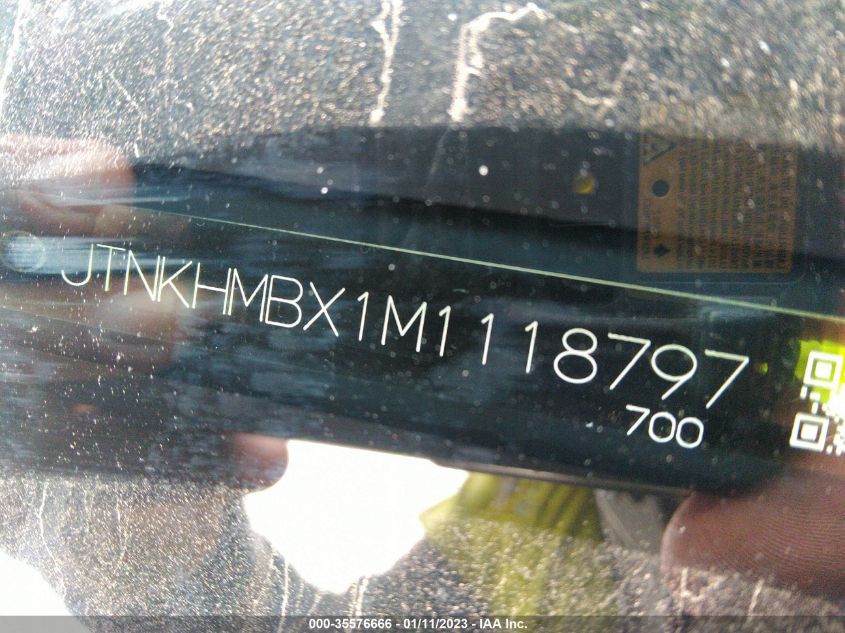 JTNKHMBX1M1118797
700
000-35576666 - 01/11/2023 - IAA Inc.